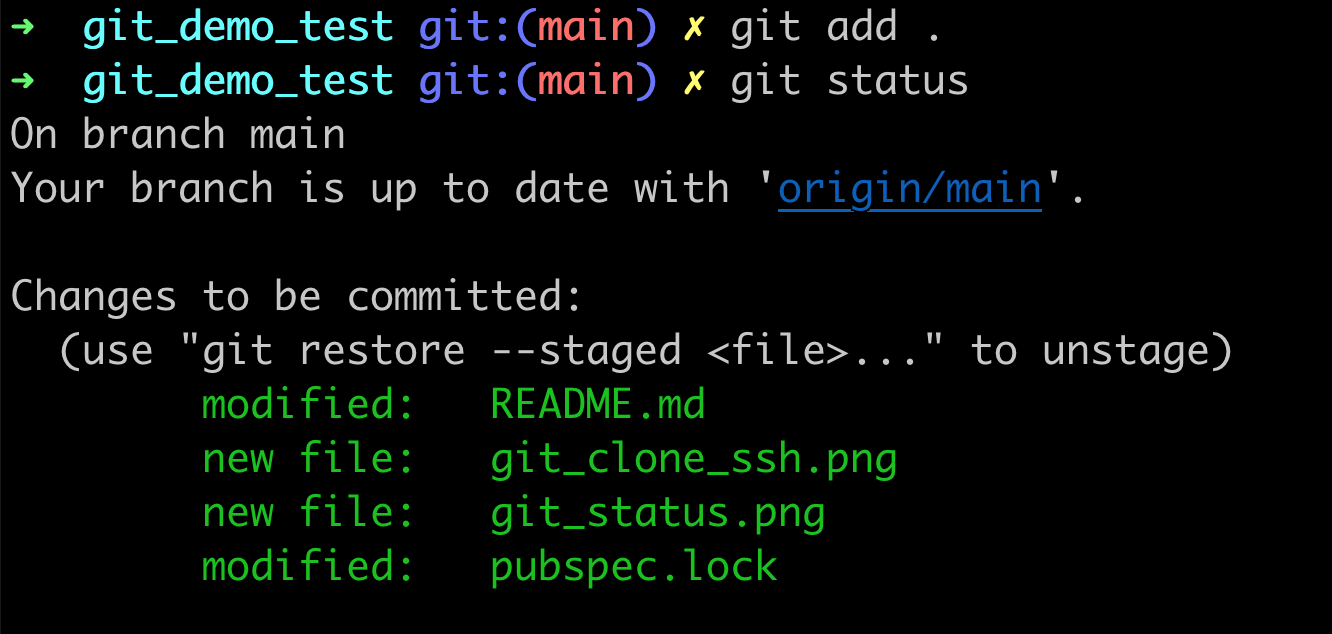 ➜  git_demo_test git:(main) ✗ git add .
➜  git_demo_test git:(main) ✗ git status
On branch main
Your branch is up to date with 'origin/main'.

Changes to be committed:
  (use "git restore --staged <file>..." to unstage)
        modified:   README.md
        new file:   git_clone_ssh.png
        new file:   git_status.png
        modified:   pubspec.lock